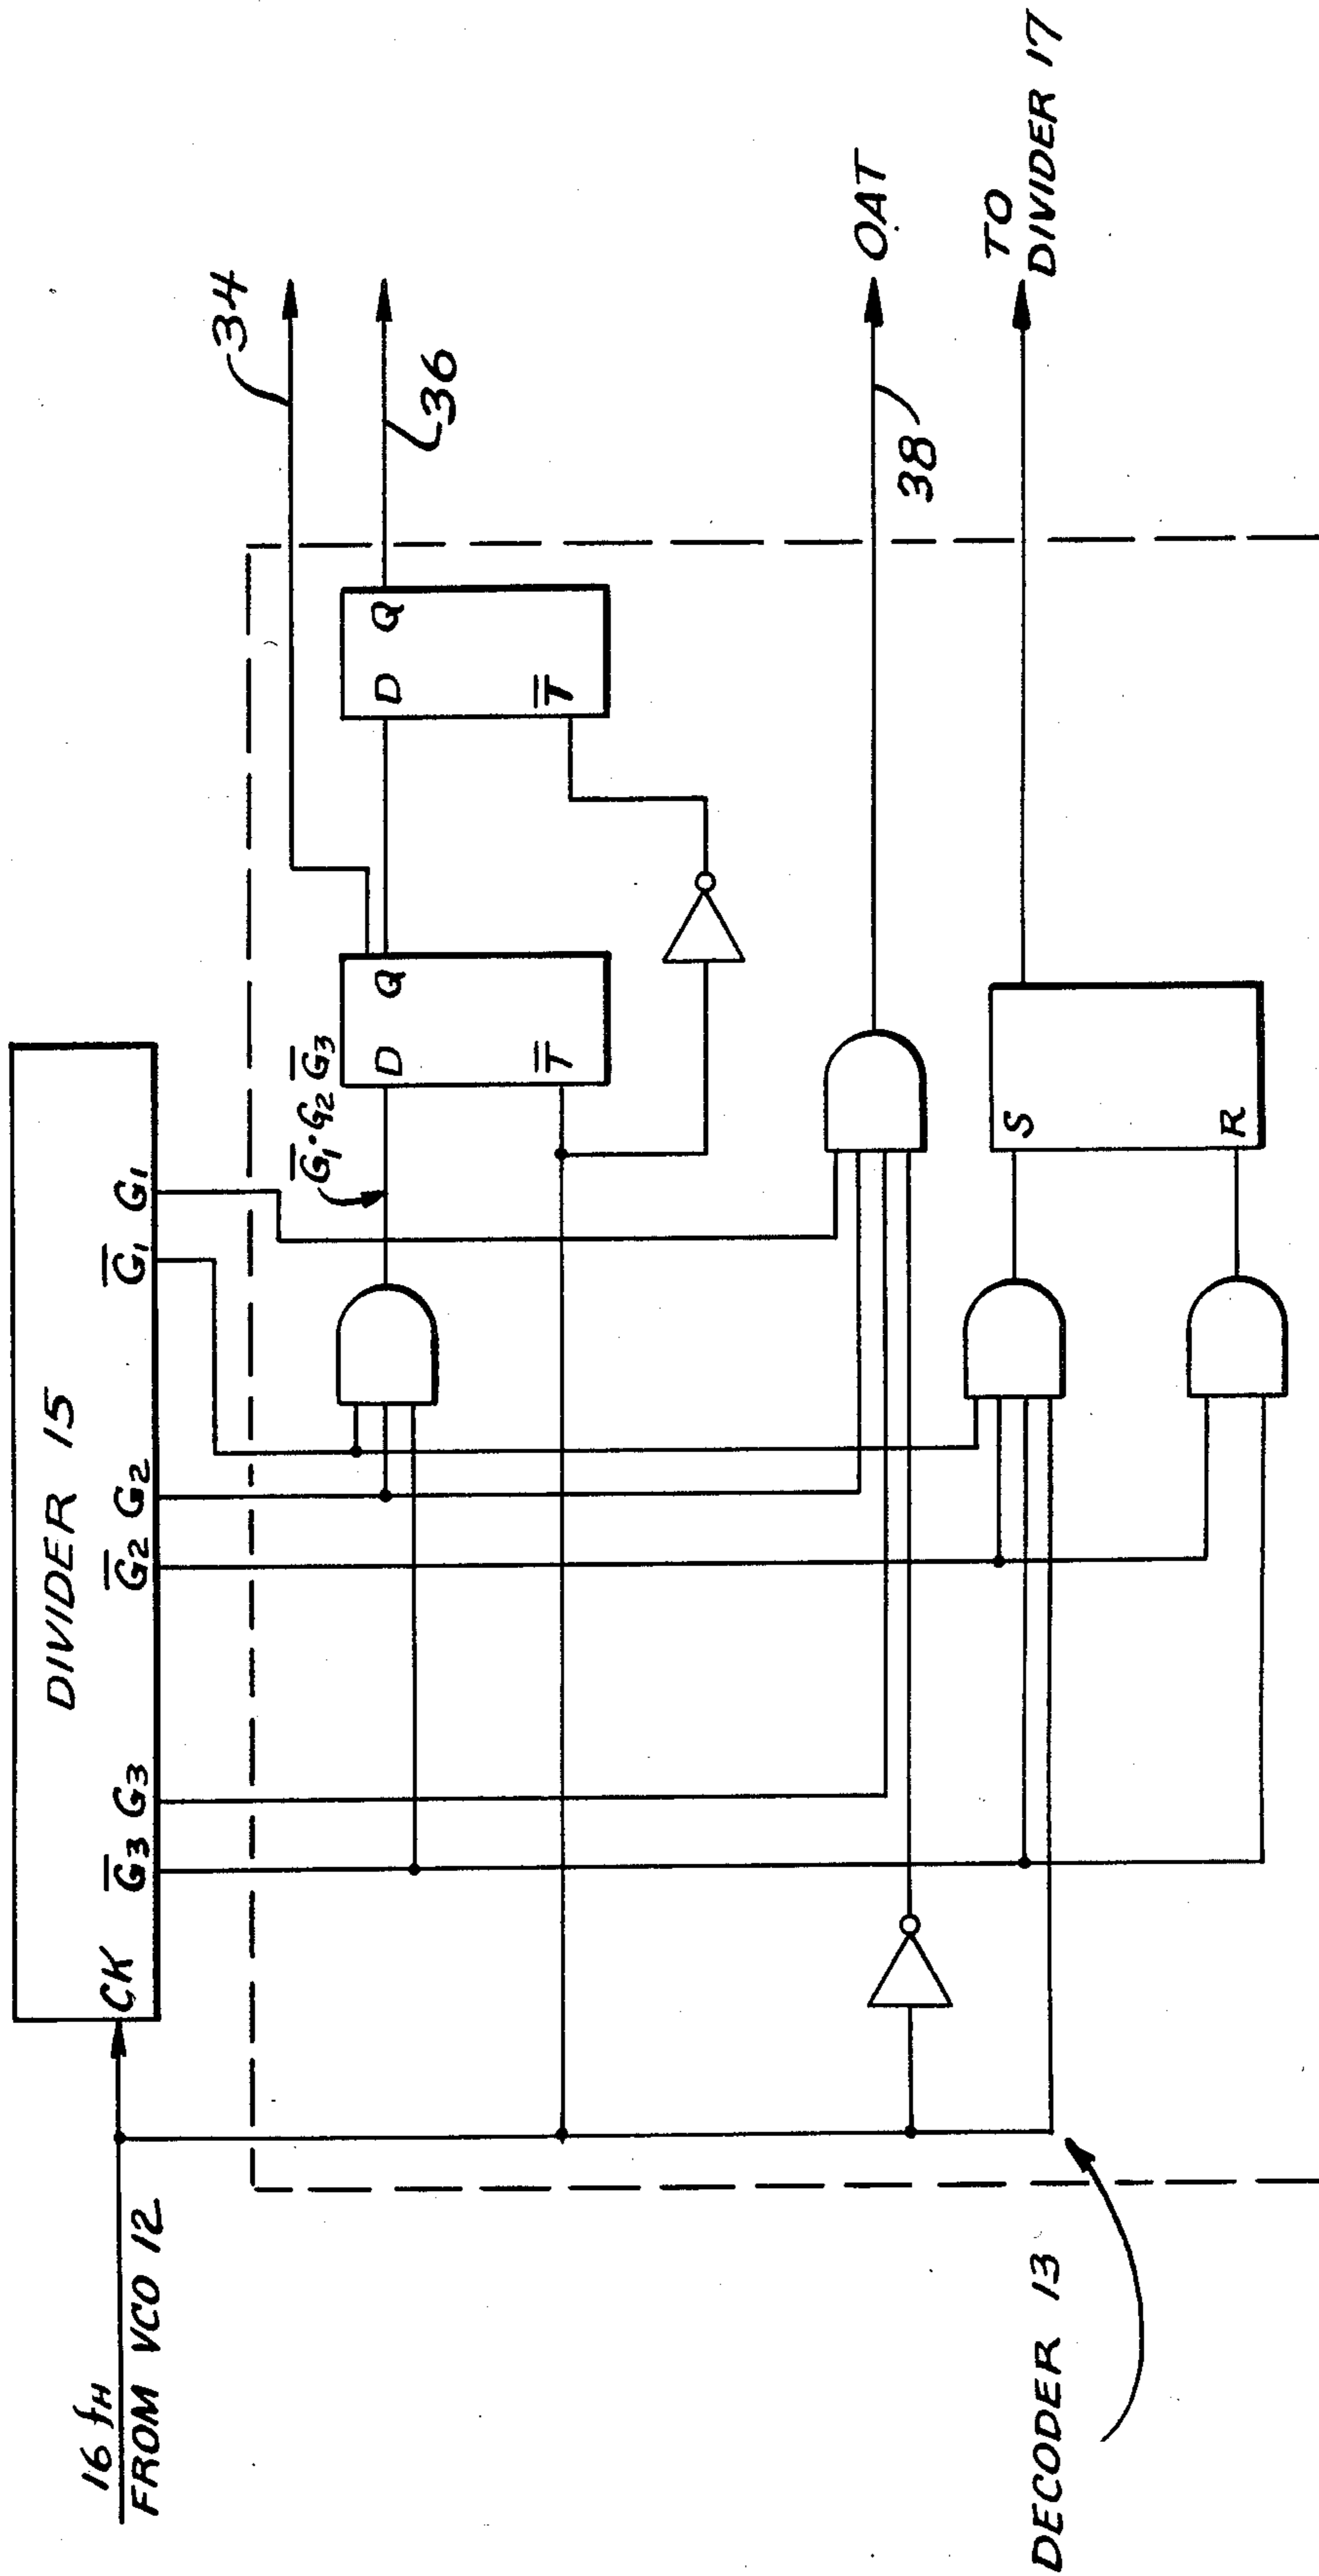 16 fH
FROM VCO 12
DIVIDER 15
CK
G̅3 G3 G̅2 G2 G̅1 G1
G̅1·G2 G̅3
34
D Q
T̅
D Q
T̅
36
OAT
38
S
R
TO
DIVIDER 17
DECODER 13